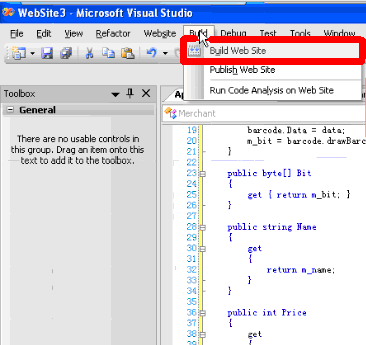 WebSite3 - Microsoft Visual Studio
File Edit View Refactor Website Build Debug Test Tools Window
Build Web Site
Publish Web Site
Run Code Analysis on Web Site
Toolbox
General
There are no usable controls in
this group. Drag an item onto this
text to add it to the toolbox.
Merchant
19 barcode.Data = data;
20 m_bit = barcode.drawBarc
21 }
22
23 public byte[] Bit
24 {
25 get { return m_bit; }
26 }
27
28 public string Name
29 {
30 get
31 {
32 return m_name;
33 }
34 }
35
36 public int Price
37 {
38 get
39 {